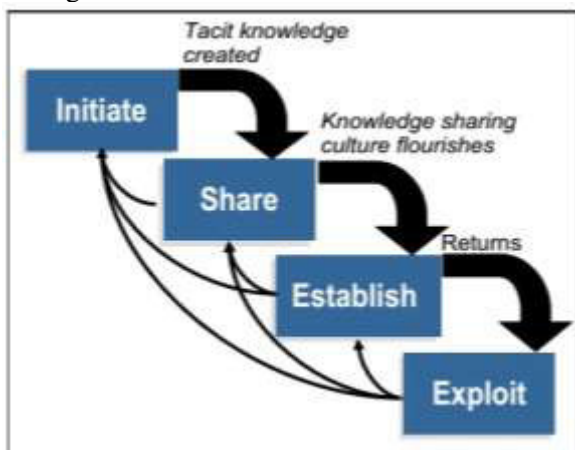 Tacit knowledge
created
Initiate
Knowledge sharing
culture flourishes
Share
Returns
Establish
Exploit